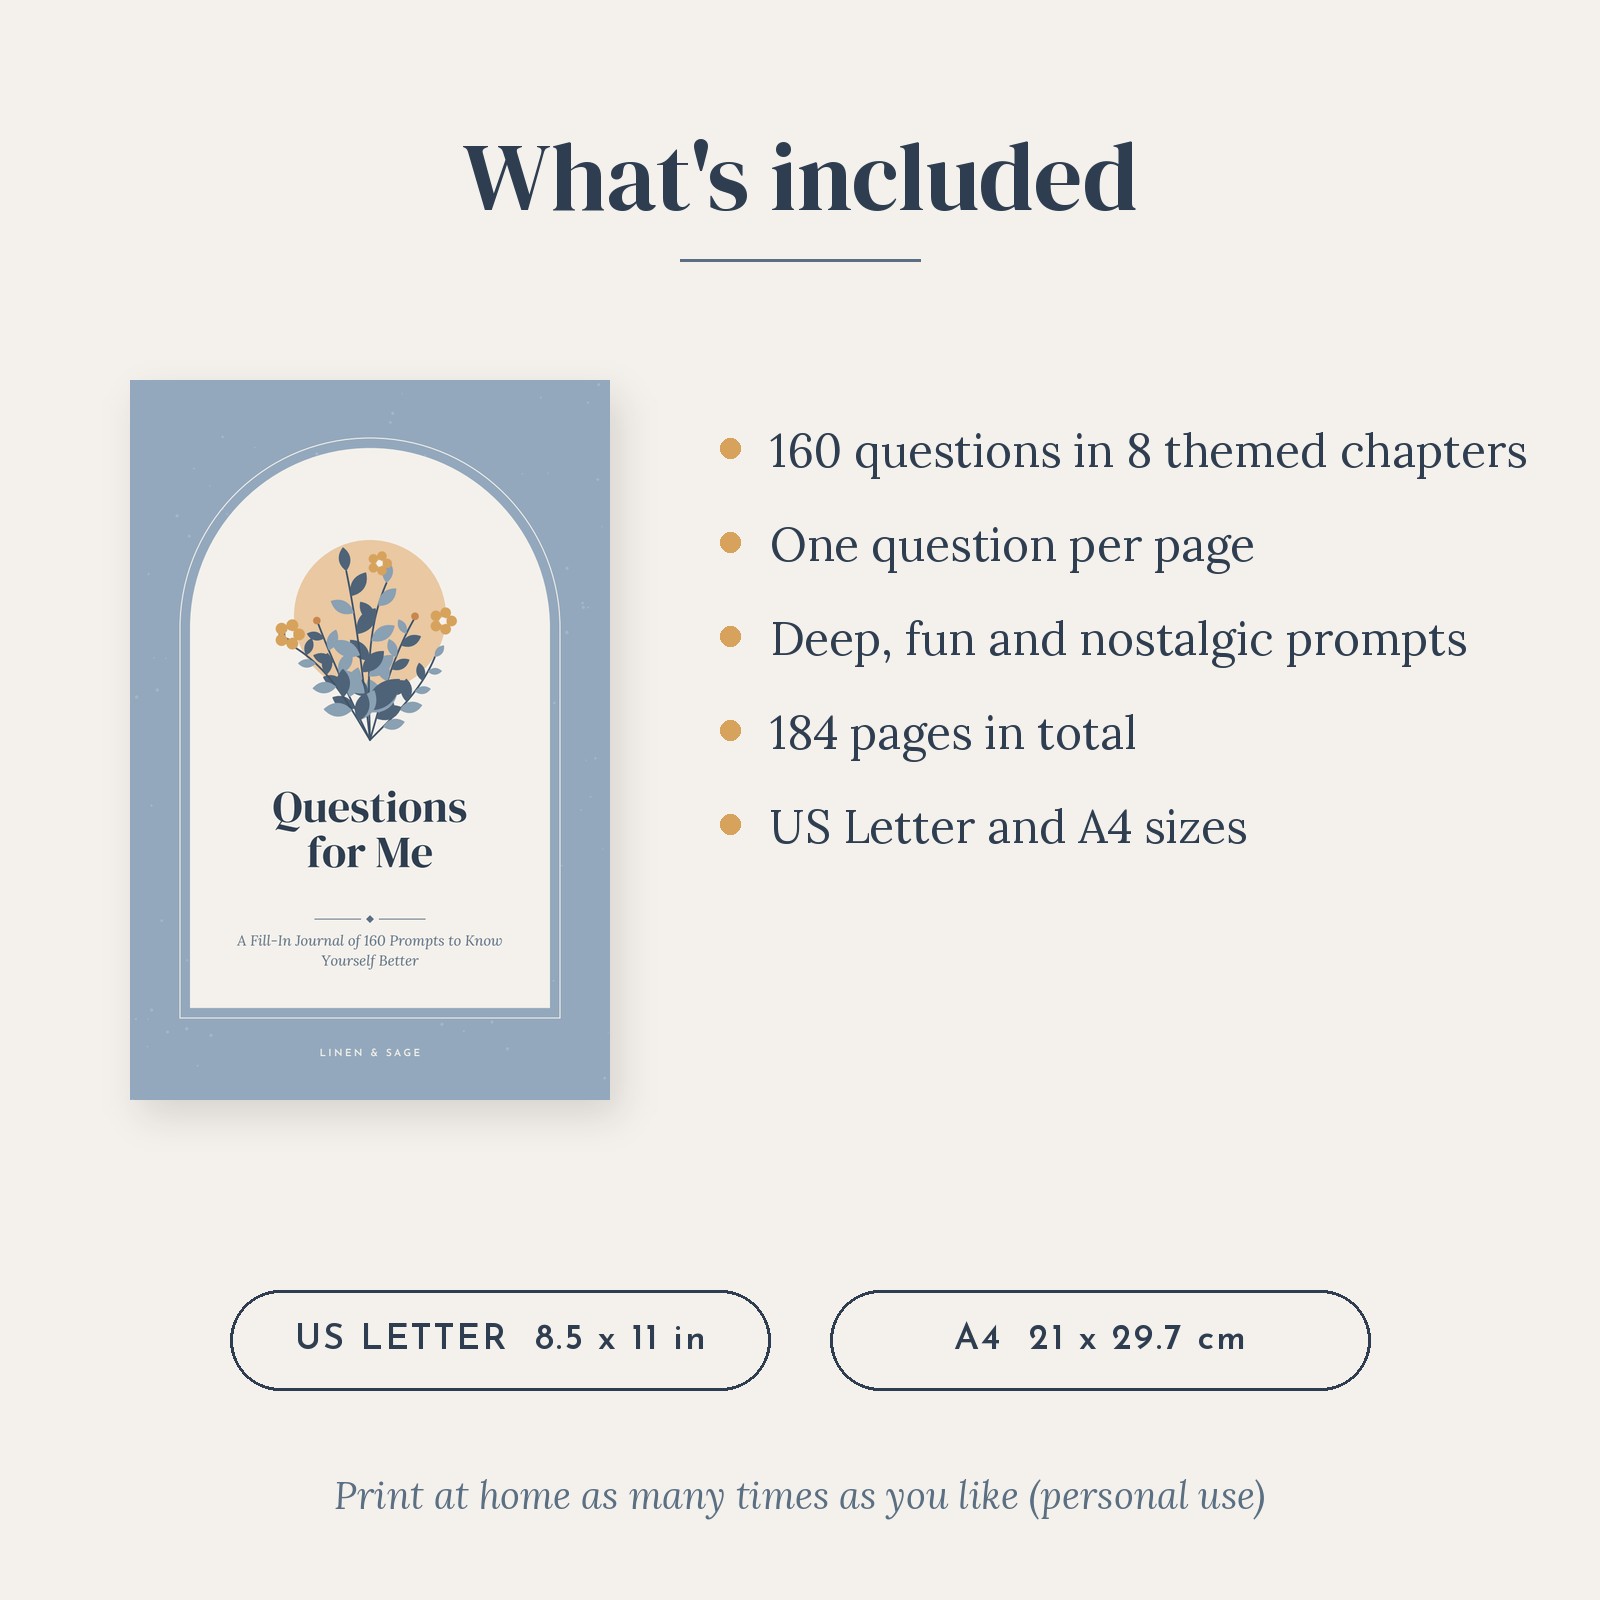 What's included
Questions
for Me
A Fill-In Journal of 160 Prompts to Know
Yourself Better
LINEN & SAGE
160 questions in 8 themed chapters
One question per page
Deep, fun and nostalgic prompts
184 pages in total
US Letter and A4 sizes
US LETTER 8.5 x 11 in
A4 21 x 29.7 cm
Print at home as many times as you like (personal use)